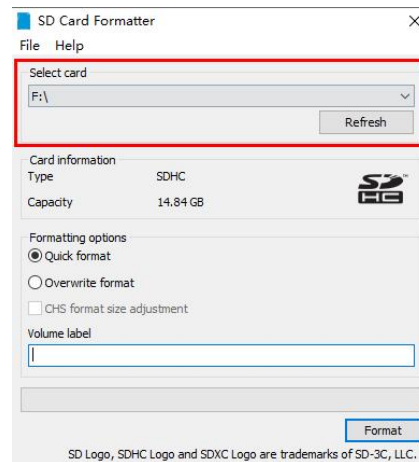 SD Card Formatter
File Help
Select card
F:\
Refresh
Card information
Type SDHC
Capacity 14.84 GB
SD
HC
Formatting options
Quick format
Overwrite format
CHS format size adjustment
Volume label
Format
SD Logo, SDHC Logo and SDXC Logo are trademarks of SD-3C, LLC.